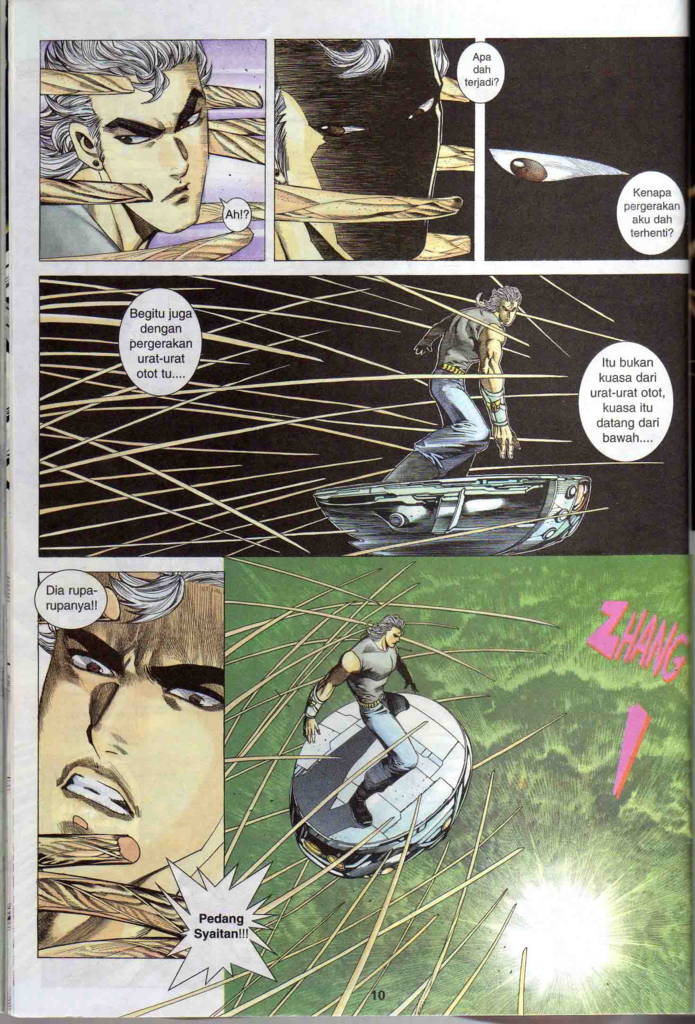 Ah!?
Apa
dah
terjadi?
Kenapa
pergerakan
aku dah
terhenti?
Begitu juga
dengan
pergerakan
urat-urat
otot tu....
Itu bukan
kuasa dari
urat-urat otot,
kuasa itu
datang dari
bawah....
Dia rupa-
rupanya!!
Pedang
Syaitan!!!
ZHANG
!
10